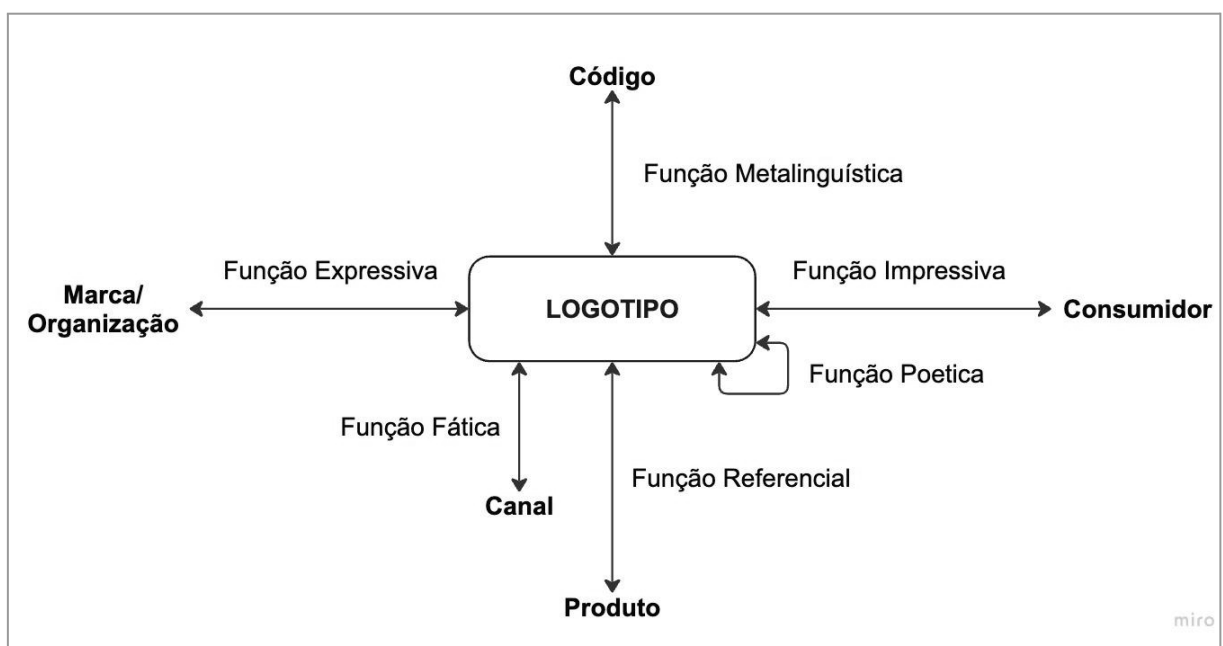 Código
Função Metalinguística
Função Expressiva
Função Impressiva
Marca/
Organização
LOGOTIPO
Consumidor
Função Poetica
Função Fática
Função Referencial
Canal
Produto
miro